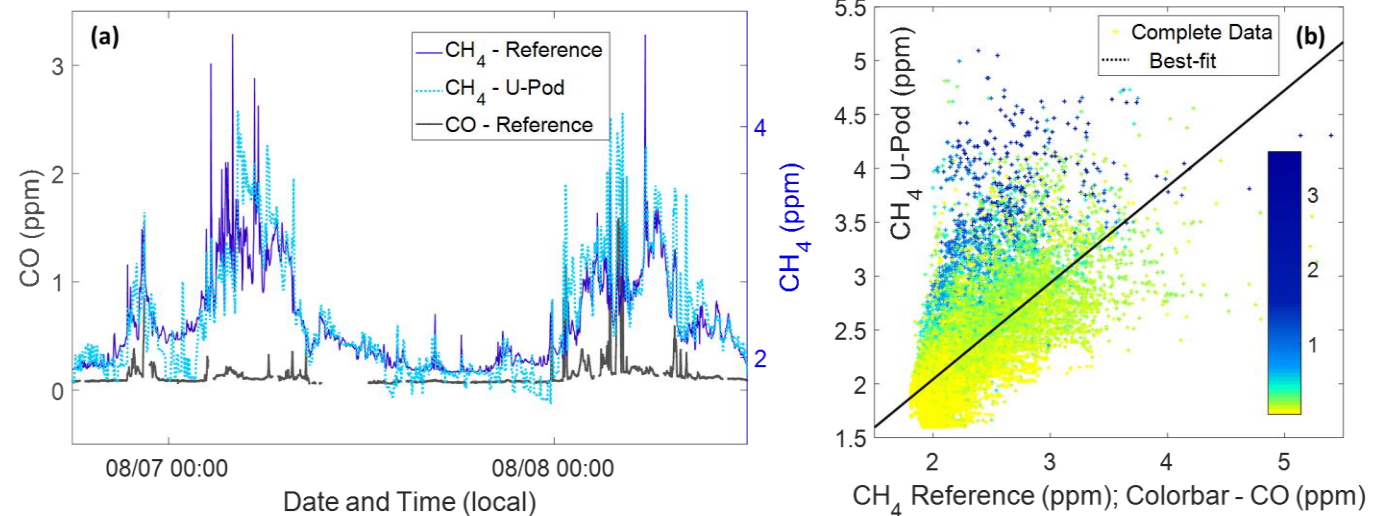 (a)
CH4 - Reference
CH4 - U-Pod
CO - Reference
3
2
1
0
CO (ppm)
4
2
CH4 (ppm)
08/07 00:00
08/08 00:00
Date and Time (local)
(b)
Complete Data
Best-fit
5.5
5
4.5
4
3.5
3
2.5
2
1.5
CH4 U-Pod (ppm)
3
2
1
2
3
4
5
CH4 Reference (ppm); Colorbar - CO (ppm)